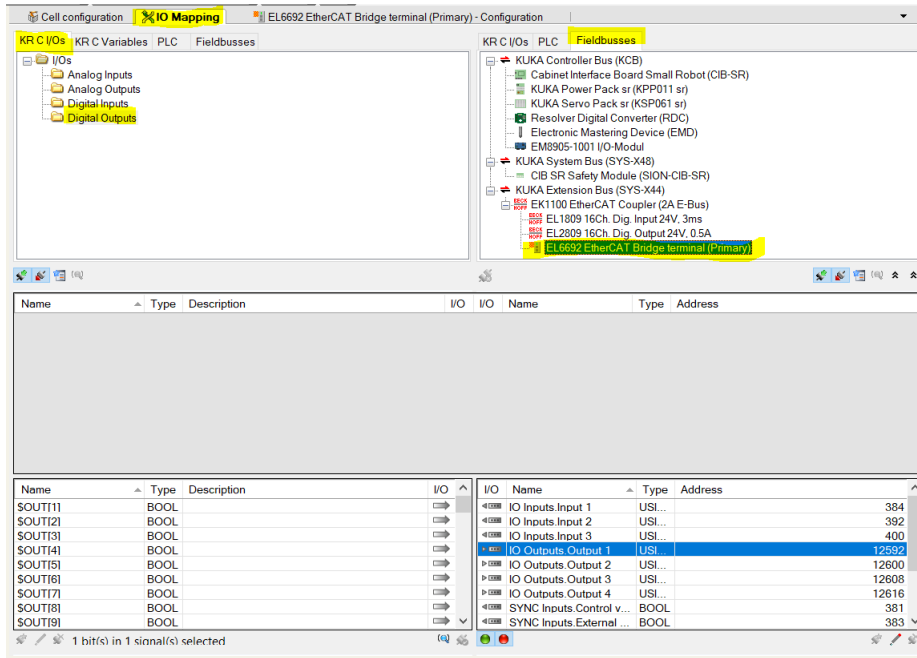 Cell configuration IO Mapping EL6692 EtherCAT Bridge terminal (Primary) - Configuration
KR C I/Os KR C Variables PLC Fieldbusses
I/Os
Analog Inputs
Analog Outputs
Digital Inputs
Digital Outputs
KR C I/Os PLC Fieldbusses
KUKA Controller Bus (KCB)
Cabinet Interface Board Small Robot (CIB-SR)
KUKA Power Pack sr (KPP011 sr)
KUKA Servo Pack sr (KSP061 sr)
Resolver Digital Converter (RDC)
Electronic Mastering Device (EMD)
EM8905-1001 I/O-Modul
KUKA System Bus (SYS-X48)
CIB SR Safety Module (SION-CIB-SR)
KUKA Extension Bus (SYS-X44)
BECK HOFF EK1100 EtherCAT Coupler (2A E-Bus)
BECK HOFF EL1809 16Ch. Dig. Input 24V, 3ms
BECK HOFF EL2809 16Ch. Dig. Output 24V, 0.5A
EL6692 EtherCAT Bridge terminal (Primary)
Name Type Description I/O
I/O Name Type Address
Name Type Description I/O
$OUT[1] BOOL
$OUT[2] BOOL
$OUT[3] BOOL
$OUT[4] BOOL
$OUT[5] BOOL
$OUT[6] BOOL
$OUT[7] BOOL
$OUT[8] BOOL
$OUT[9] BOOL
1 bit(s) in 1 signal(s) selected
I/O Name Type Address
IO Inputs.Input 1 USI... 384
IO Inputs.Input 2 USI... 392
IO Inputs.Input 3 USI... 400
IO Outputs.Output 1 USI... 12592
IO Outputs.Output 2 USI... 12600
IO Outputs.Output 3 USI... 12608
IO Outputs.Output 4 USI... 12616
SYNC Inputs.Control v... BOOL 381
SYNC Inputs.External ... BOOL 383